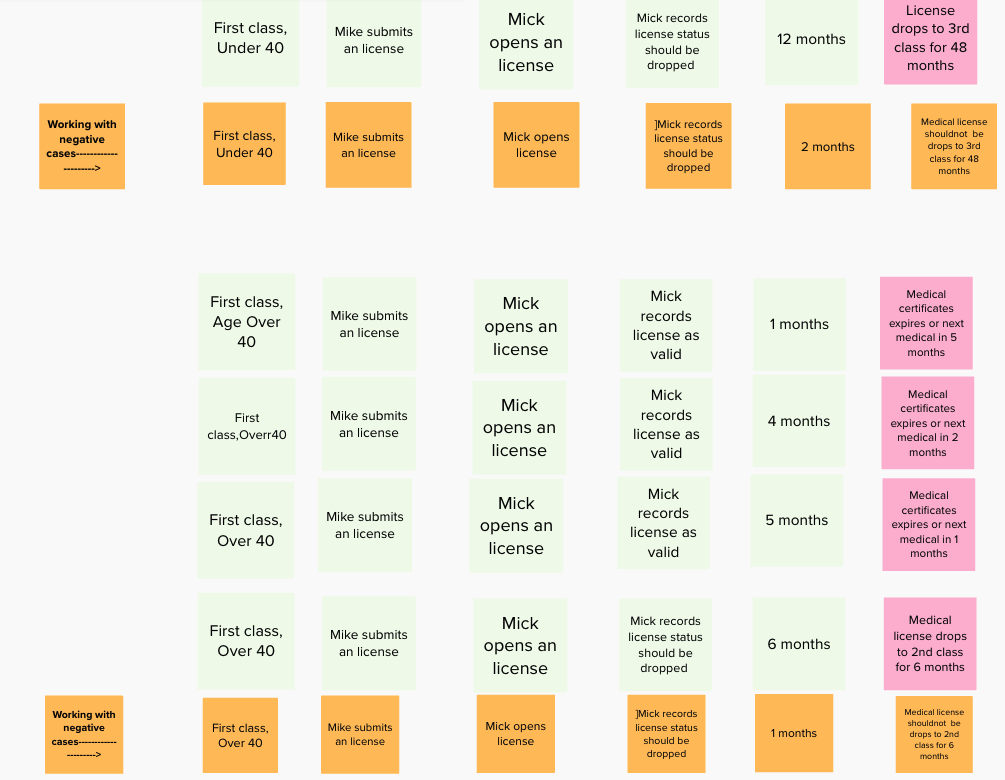 First class,
Under 40
Mike submits
an license
Mick
opens an
license
Mick records
license status
should be
dropped
12 months
License
drops to 3rd
class for 48
months
Working with
negative
cases------------
--------->
First class,
Under 40
Mike submits
an license
Mick opens
license
]Mick records
license status
should be
dropped
2 months
Medical license
shouldnot  be
drops to 3rd
class for 48
months
First class,
Age Over
40
Mike submits
an license
Mick
opens an
license
Mick
records
license as
valid
1 months
Medical
certificates
expires or next
medical in 5
months
First
class,Overr40
Mike submits
an license
Mick
opens an
license
Mick
records
license as
valid
4 months
Medical
certificates
expires or next
medical in 2
months
First class,
Over 40
Mike submits
an license
Mick
opens an
license
Mick
records
license as
valid
5 months
Medical
certificates
expires or next
medical in 1
months
First class,
Over 40
Mike submits
an license
Mick
opens an
license
Mick records
license status
should be
dropped
6 months
Medical
license drops
to 2nd class
for 6 months
Working with
negative
cases------------
--------->
First class,
Over 40
Mike submits
an license
Mick opens
license
]Mick records
license status
should be
dropped
1 months
Medical license
shouldnot  be
drops to 2nd
class for 6
months